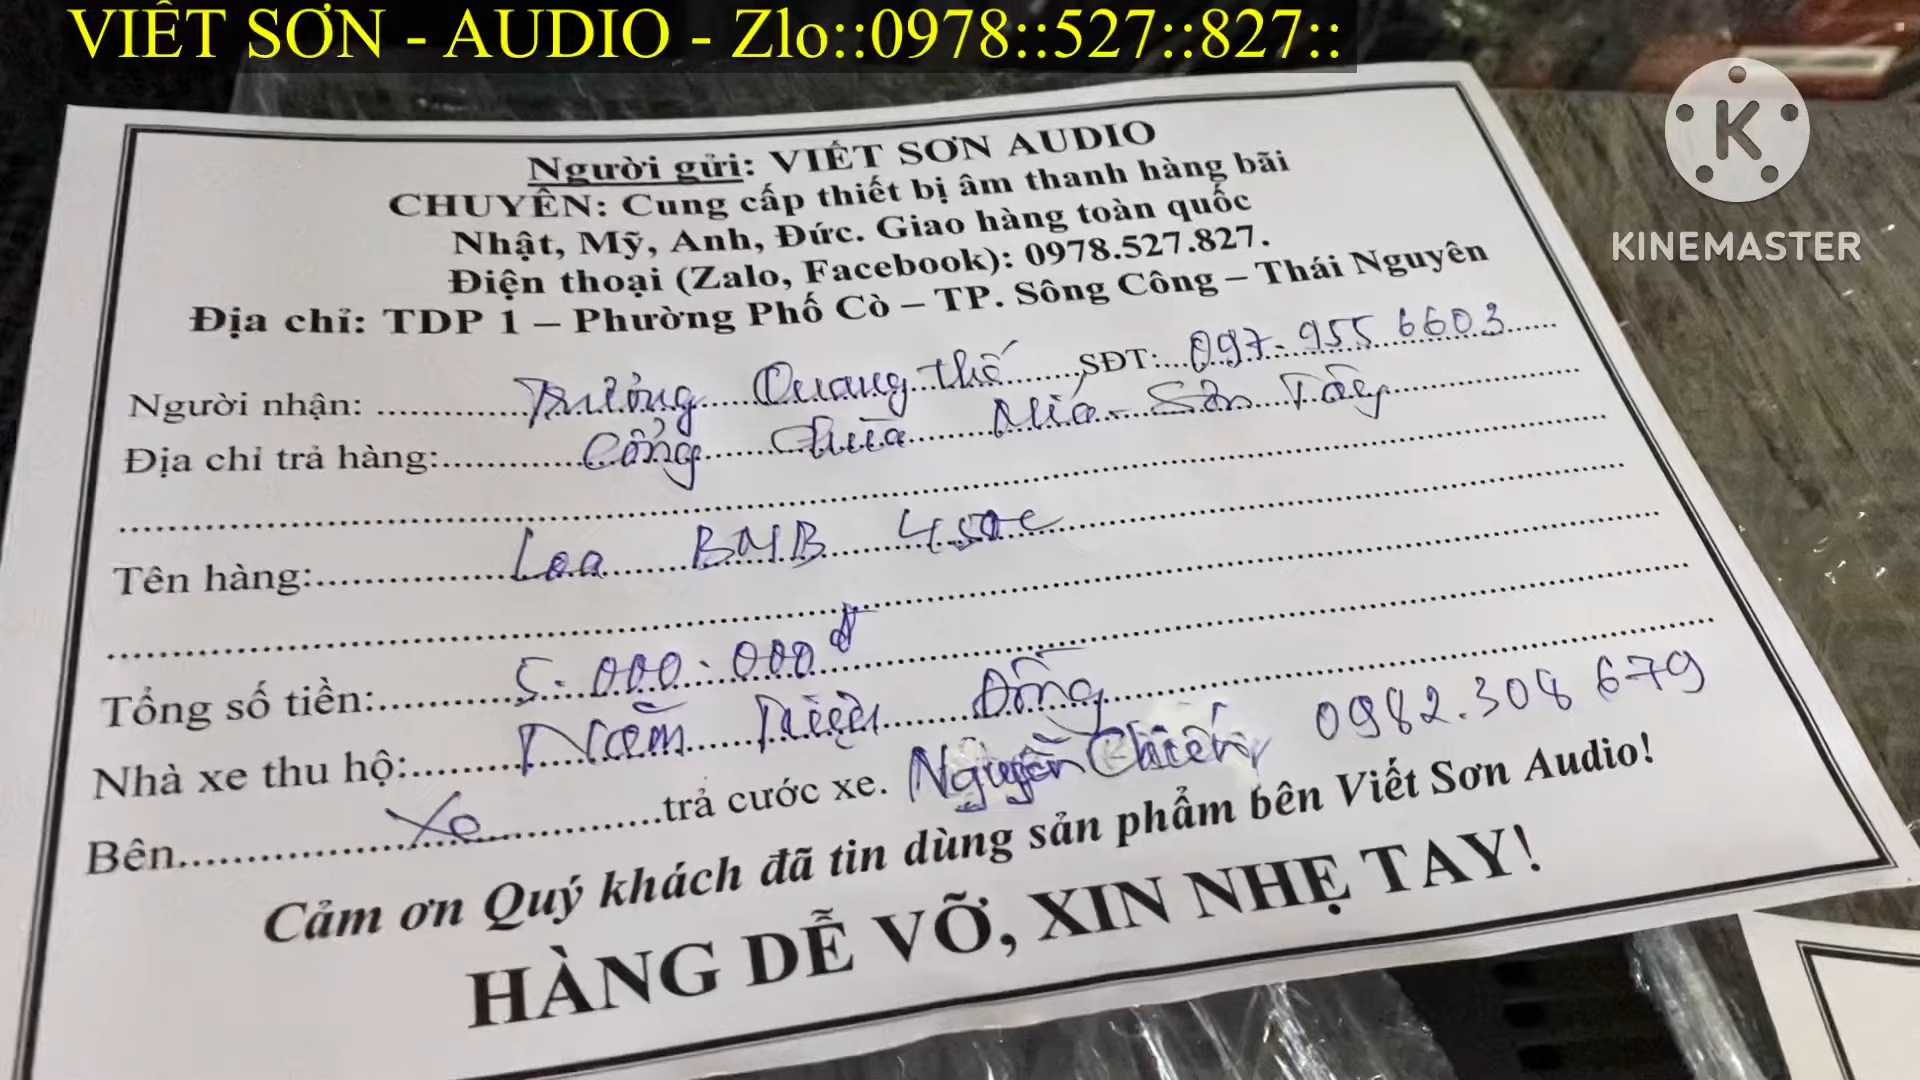 VIẾT SƠN - AUDIO - Zlo::0978::527::827::
KINEMASTER
Người gửi: VIẾT SƠN AUDIO
CHUYÊN: Cung cấp thiết bị âm thanh hàng bãi
Nhật, Mỹ, Anh, Đức. Giao hàng toàn quốc
Điện thoại (Zalo, Facebook): 0978.527.827.
Địa chỉ: TDP 1 – Phường Phố Cò – TP. Sông Công – Thái Nguyên
Người nhận: Trưởng Quang thố SĐT: 097.955 6603
Địa chỉ trả hàng: Cổng Chùa Mía - Sơn Tây
Tên hàng: Loa BMB 450c
Tổng số tiền: 5.000.000đ
Nhà xe thu hộ: Đồng
Bên Xe trả cước xe. Nguyễn Chiến 0982.308 679
Cảm ơn Quý khách đã tin dùng sản phẩm bên Viết Sơn Audio!
HÀNG DỄ VỠ, XIN NHẸ TAY!